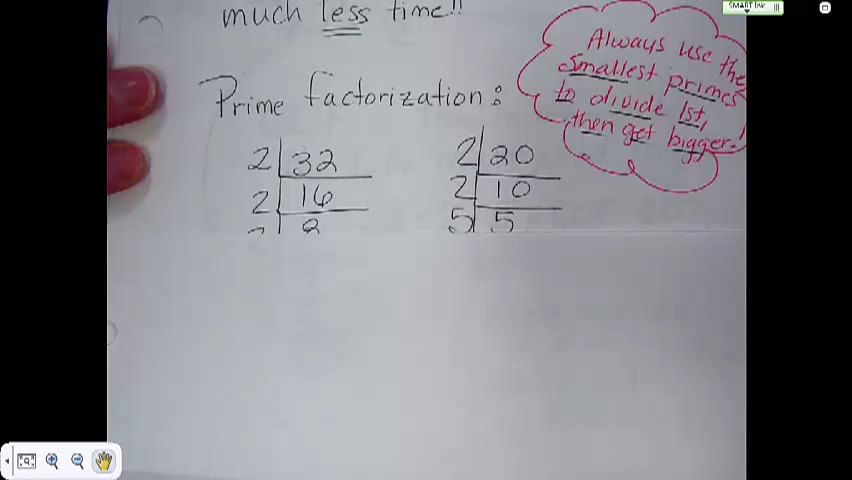 much less time!!
Always use the
smallest primes
to divide 1st,
then get bigger!
Prime factorization:
2 32
2 16
8
2 20
2 10
5 5
SMART Ink